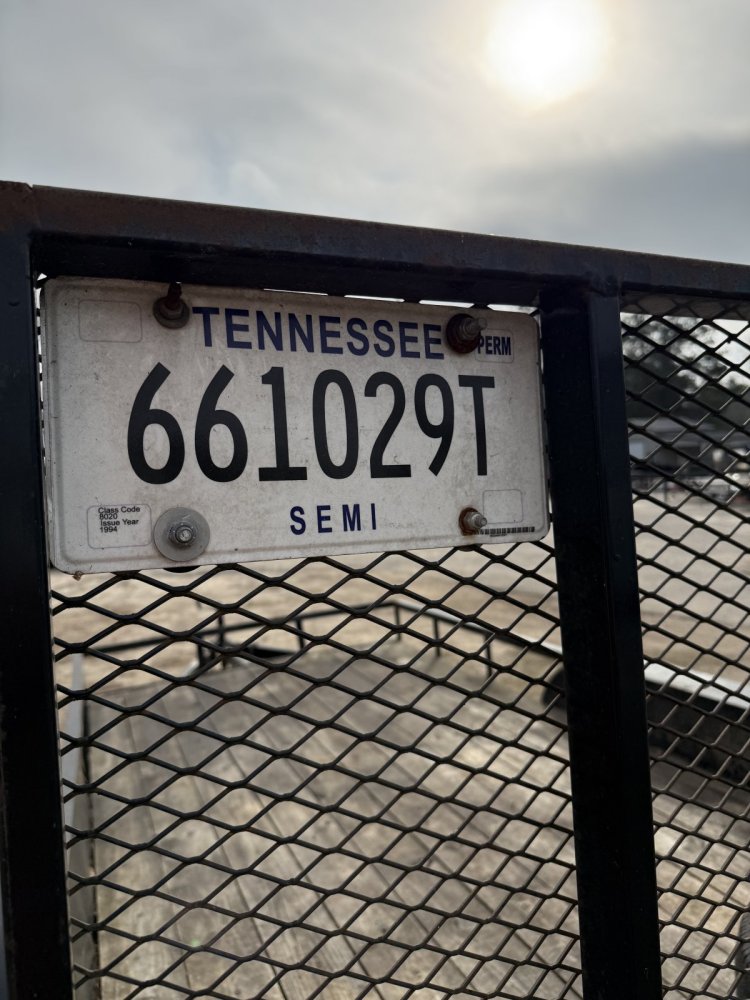 TENNESSEE
PERM
661029T
Class Code
8020
Issue Year
1994
SEMI